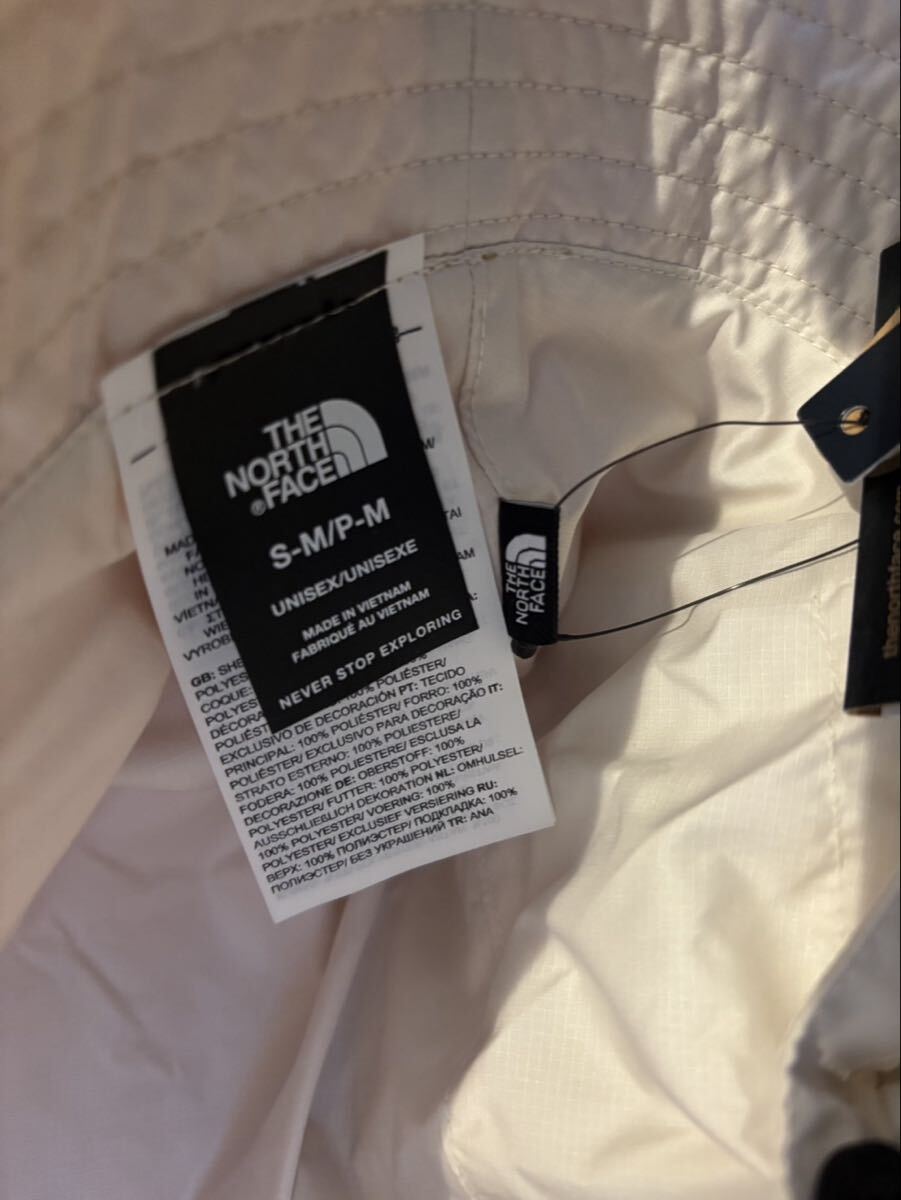 THE
NORTH
FACE
®
S-M/P-M
UNISEX/UNISEXE
MADE IN VIETNAM
FABRIQUÉ AU VIETNAM
NEVER STOP EXPLORING
THE
NORTH
FACE
GB:
COQUE:
100% POLIÉSTER/
EXCLUSIVO DE DECORACIÓN PT: TECIDO
PRINCIPAL: 100% POLIÉSTER/ FORRO: 100%
POLIÉSTER/ EXCLUSIVO PARA DECORAÇÃO IT:
STRATO ESTERNO: 100% POLIESTERE/
FODERA: 100% POLIESTERE/ ESCLUSA LA
DECORAZIONE DE: OBERSTOFF: 100%
POLYESTER/ FUTTER: 100% POLYESTER/
AUSSCHLIEßLICH DEKORATION NL: OMHULSEL:
100% POLYESTER/ VOERING: 100%
POLYESTER/ EXCLUSIEF VERSIERING RU:
ВЕРХ: 100% ПОЛИЭСТЕР/ ПОДКЛАДКА: 100%
ПОЛИЭСТЕР/ БЕЗ УКРАШЕНИЙ TR: ANA